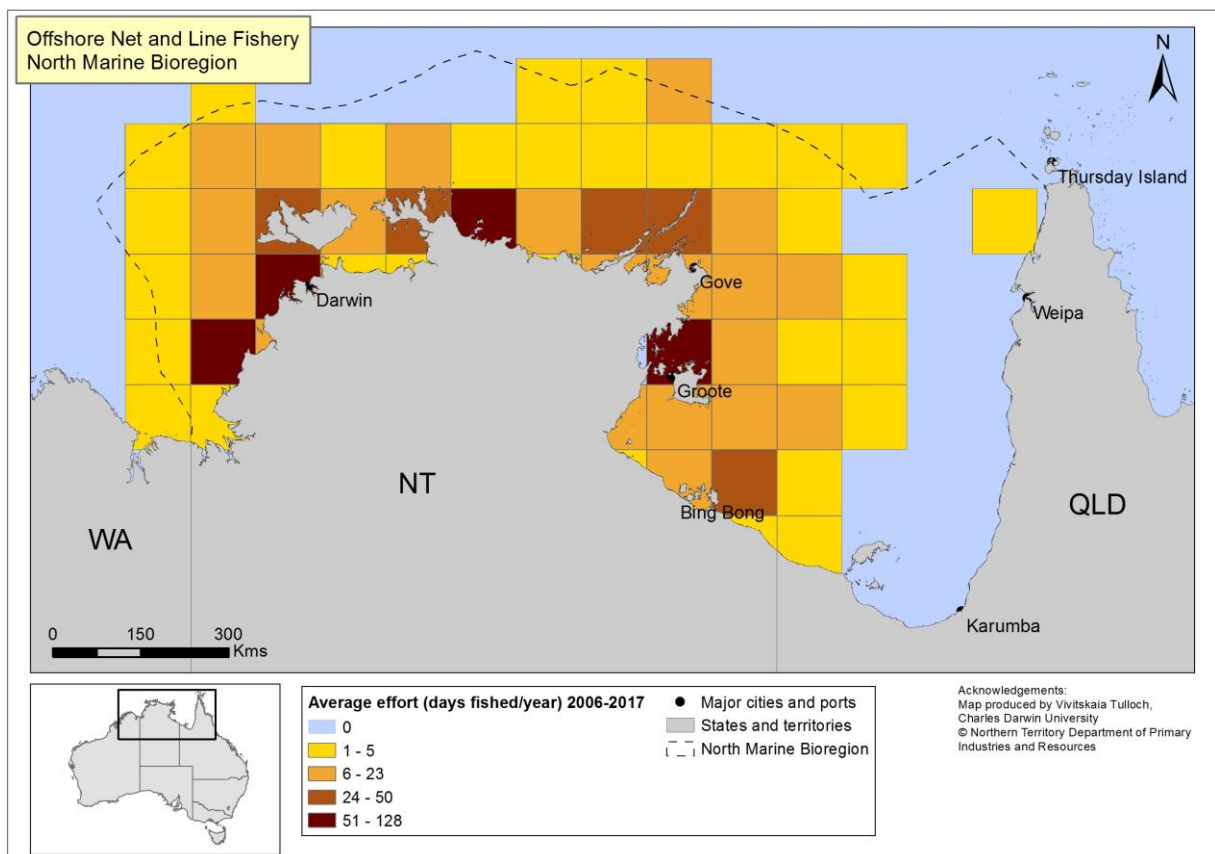 Offshore Net and Line Fishery
North Marine Bioregion
N
Thursday Island
Darwin
Gove
Weipa
Groote
NT
Bing Bong
WA
QLD
Karumba
0 150 300
Kms
Average effort (days fished/year) 2006-2017
0
1 - 5
6 - 23
24 - 50
51 - 128
Major cities and ports
States and territories
North Marine Bioregion
Acknowledgements:
Map produced by Vivitskaia Tulloch,
Charles Darwin University
© Northern Territory Department of Primary
Industries and Resources